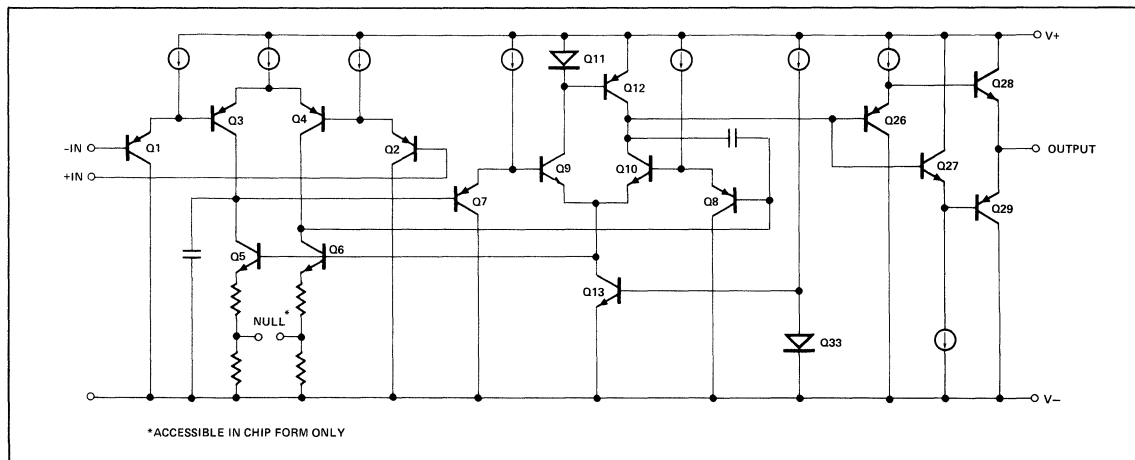 V+
Q11
Q28
Q12
Q3
Q4
Q26
–IN
Q1
Q2
Q9
Q10
Q27
OUTPUT
+IN
Q7
Q8
Q29
Q5
Q6
Q13
NULL*
Q33
V–
*ACCESSIBLE IN CHIP FORM ONLY